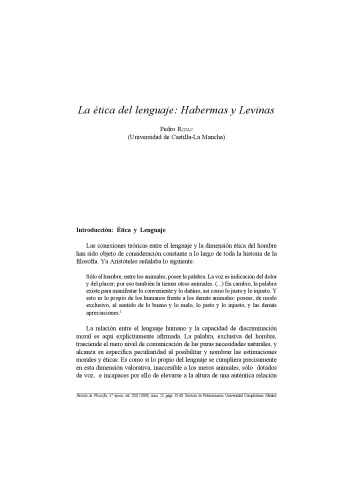 La ética del lenguaje: Habermas y Levinas
Pedro ROJAS
(Universidad de Castilla-La Mancha)
Introducción: Ética y Lenguaje
Las conexiones teóricas entre el lenguaje y la dimensión ética del hombre
han sido objeto de consideración constante a lo largo de toda la historia de la
filosofía. Ya Aristóteles señalaba lo siguiente:
Sólo el hombre, entre los animales, posee la palabra. La voz es indicación del dolor
y del placer; por eso también la tienen otros animales. (...) En cambio, la palabra
existe para manifestar lo conveniente y lo dañino, así como lo justo y lo injusto. Y
esto es lo propio de los humanos frente a los demás animales: poseer, de modo
exclusivo, el sentido de lo bueno y lo malo, lo justo y lo injusto, y las demás
apreciaciones.1
La relación entre el lenguaje humano y la capacidad de discriminación
moral es aquí explícitamente afirmada. La palabra, exclusiva del hombre,
trasciende el mero nivel de comunicación de las puras necesidades naturales, y
alcanza su específica peculiaridad al posibilitar y nombrar las estimaciones
morales y éticas. Es como si lo propio del lenguaje se cumpliera precisamente
en esta dimensión valorativa, inaccesible a los meros animales, sólo dotados
de voz, e incapaces por ello de elevarse a la altura de una auténtica relación
Revista de Filosofía, 3ª época, vol. XIII (2000), núm. 23, págs. 35-60. Servicio de Publicaciones, Universidad Complutense. Madrid